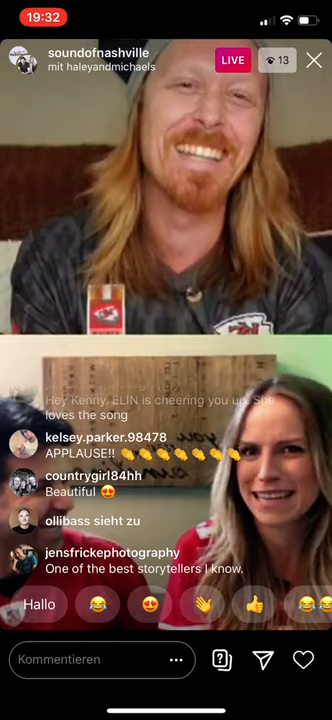 19:32
soundofnashville
mit haleyandmichaels
LIVE
13
Hey Kenny. ELIN is cheering you up. She
loves the song
kelsey.parker.98478
APPLAUSE!! 👏👏👏👏👏👏👏
countrygirl84hh
Beautiful 😍
ollibass sieht zu
jensfrickephotography
One of the best storytellers I know.
Hallo
Kommentieren